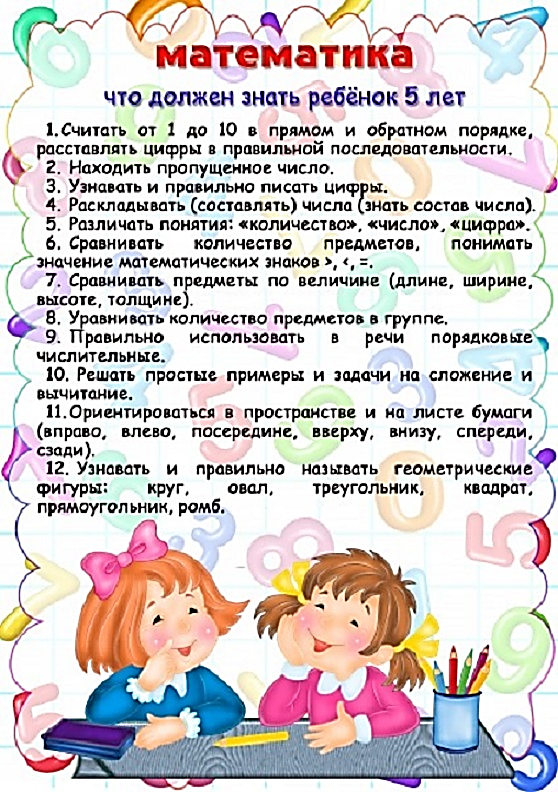 математика
что должен знать ребёнок 5 лет
1. Считать от 1 до 10 в прямом и обратном порядке,
расставлять цифры в правильной последовательности.
2. Находить пропущенное число.
3. Узнавать и правильно писать цифры.
4. Раскладывать (составлять) числа (знать состав числа).
5. Различать понятия: «количество», «число», «цифра».
6. Сравнивать количество предметов, понимать
значение математических знаков >, <, =.
7. Сравнивать предметы по величине (длине, ширине,
высоте, толщине).
8. Уравнивать количество предметов в группе.
9. Правильно использовать в речи порядковые
числительные.
10. Решать простые примеры и задачи на сложение и
вычитание.
11. Ориентироваться в пространстве и на листе бумаги
(вправо, влево, посередине, вверху, внизу, спереди,
сзади).
12. Узнавать и правильно называть геометрические
фигуры: круг, овал, треугольник, квадрат,
прямоугольник, ромб.